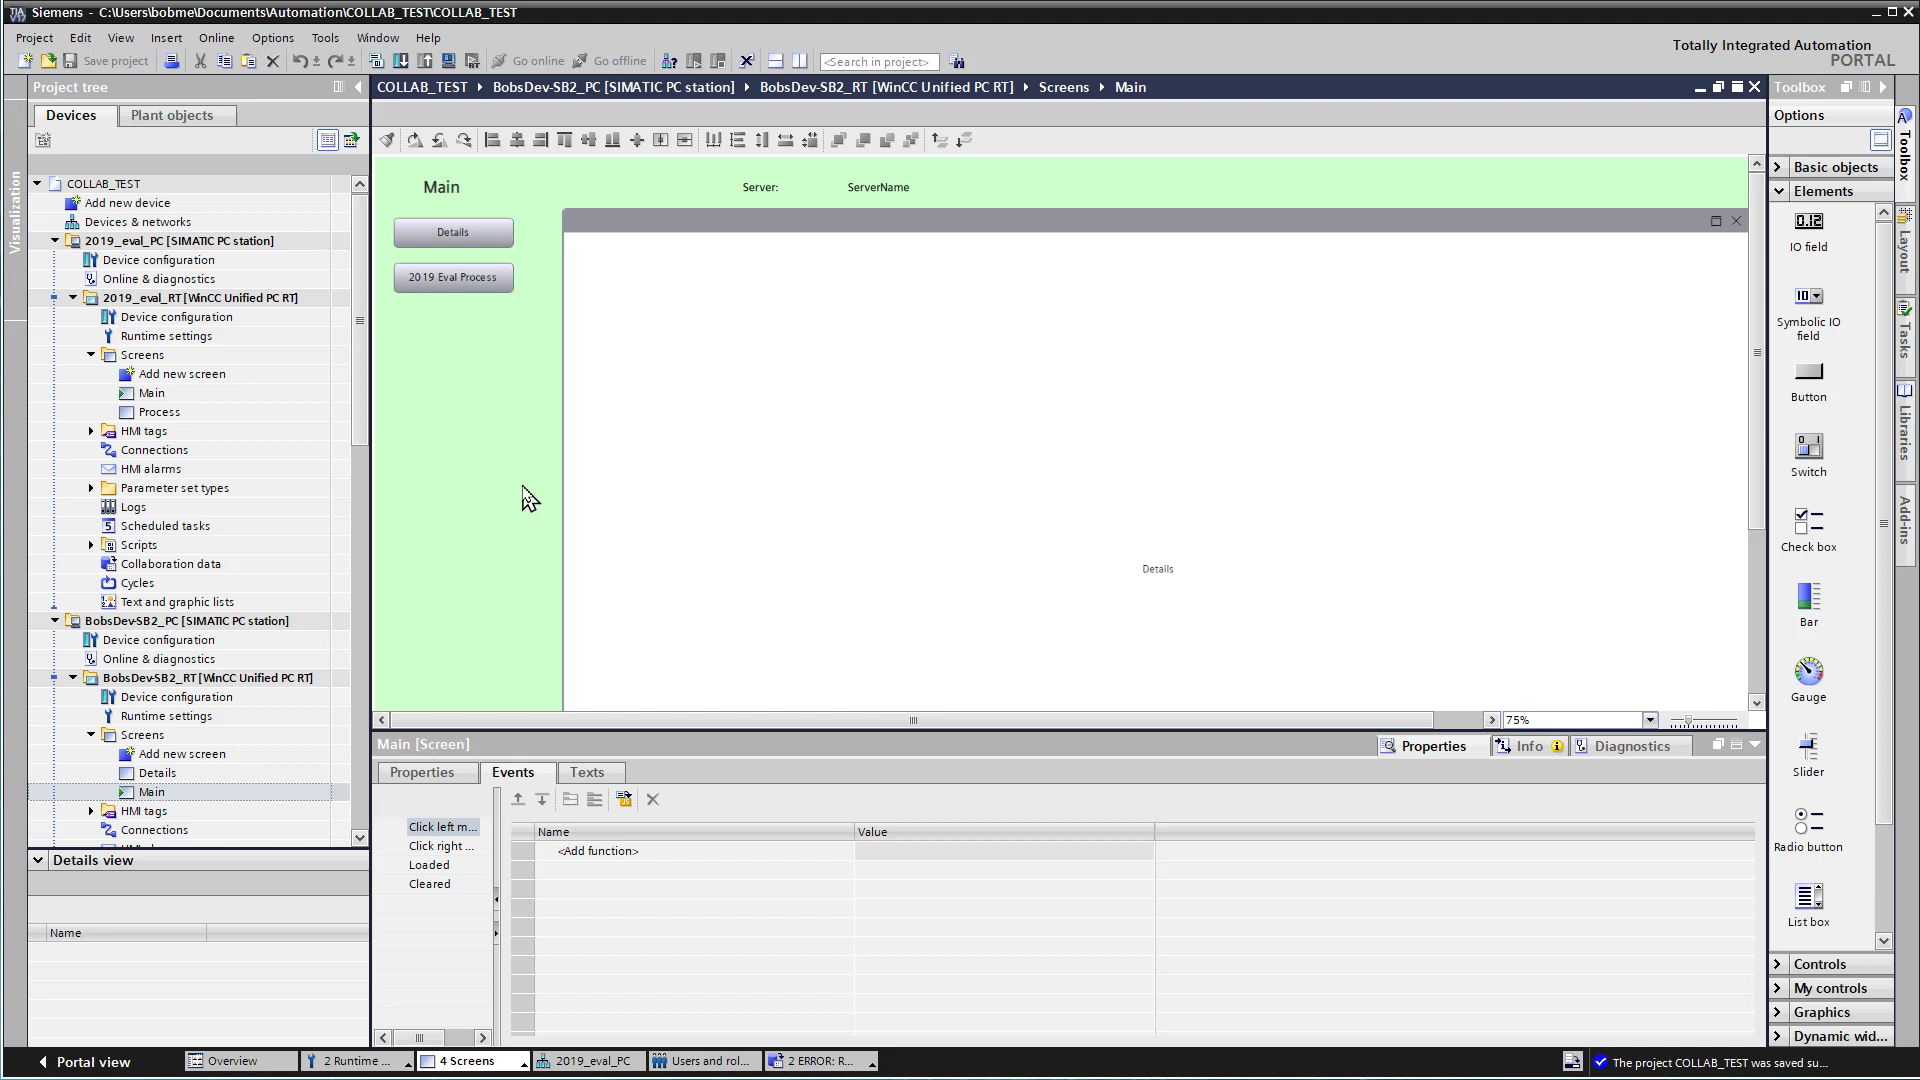 Siemens - C:\Users\bobme\Documents\Automation\COLLAB_TEST\COLLAB_TEST
Project Edit View Insert Online Options Tools Window Help
Totally Integrated Automation
PORTAL
Save project
Go online
Go offline
<Search in project>
Project tree
Devices
Plant objects
Visualization
COLLAB_TEST
Add new device
Devices & networks
2019_eval_PC [SIMATIC PC station]
Device configuration
Online & diagnostics
2019_eval_RT [WinCC Unified PC RT]
Device configuration
Runtime settings
Screens
Add new screen
Main
Process
HMI tags
Connections
HMI alarms
Parameter set types
Logs
Scheduled tasks
Scripts
Collaboration data
Cycles
Text and graphic lists
BobsDev-SB2_PC [SIMATIC PC station]
Device configuration
Online & diagnostics
BobsDev-SB2_RT [WinCC Unified PC RT]
Device configuration
Runtime settings
Screens
Add new screen
Details
Main
HMI tags
Connections
Details view
Name
COLLAB_TEST BobsDev-SB2_PC [SIMATIC PC station] BobsDev-SB2_RT [WinCC Unified PC RT] Screens Main
Main
Server: ServerName
Details
2019 Eval Process
Details
75%
Main [Screen]
Properties Info Diagnostics
Properties Events Texts
Click left m...
Click right ...
Loaded
Cleared
Name Value
<Add function>
Toolbox
Options
Basic objects
Elements
0.12
IO field
10
Symbolic IO
field
Button
0 1
Switch
Check box
Bar
Gauge
Slider
Radio button
List box
Controls
My controls
Graphics
Dynamic wid...
Toolbox
Layout
Tasks
Libraries
Add-ins
Portal view
Overview
2 Runtime ...
4 Screens
2019_eval_PC
Users and rol...
2 ERROR: R...
The project COLLAB_TEST was saved su...